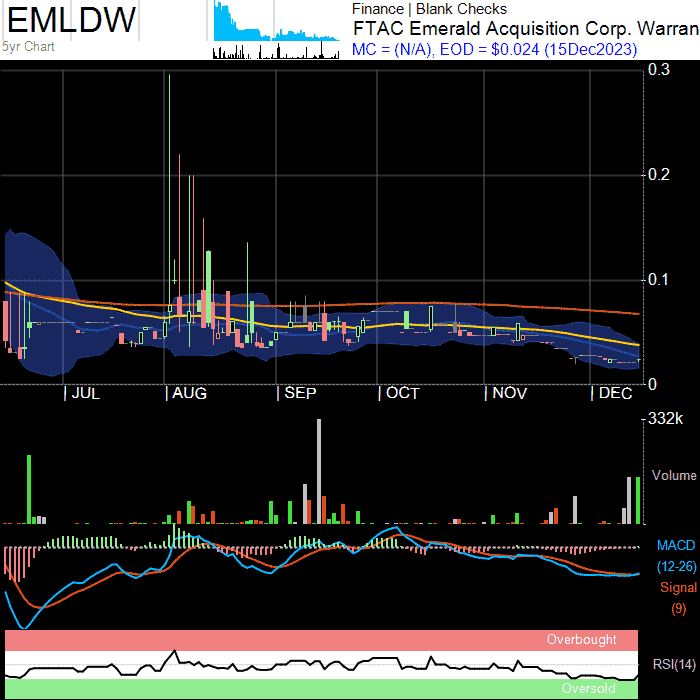 EMLDW
5yr Chart
Finance | Blank Checks
FTAC Emerald Acquisition Corp. Warran
MC = (N/A), EOD = $0.024 (15Dec2023)
0.3
0.2
0.1
0
| JUL | AUG | SEP | OCT | NOV | DEC
332k
Volume
MACD
(12-26)
Signal
(9)
Overbought
RSI(14)
Oversold